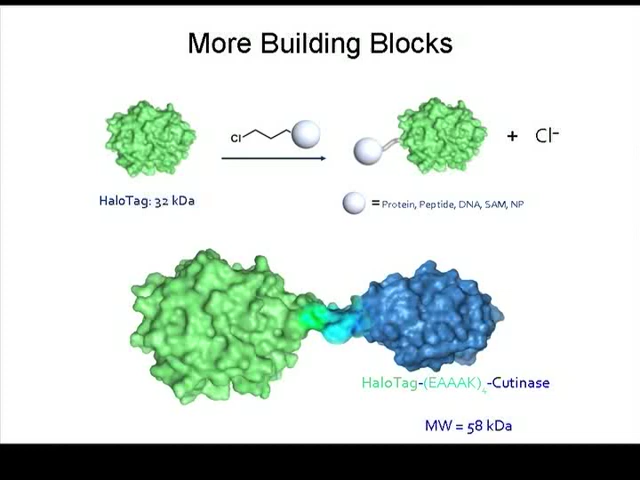 More Building Blocks
Cl
+ Cl⁻
HaloTag: 32 kDa
=Protein, Peptide, DNA, SAM, NP
HaloTag-(EAAAK)₄-Cutinase
MW = 58 kDa